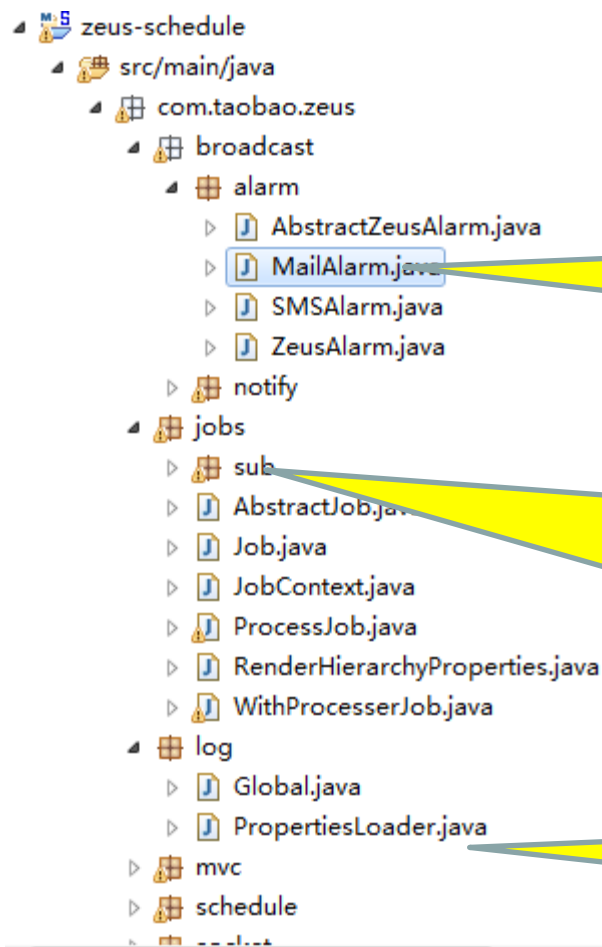 zeus-schedule
src/main/java
com.taobao.zeus
broadcast
alarm
AbstractZeusAlarm.java
MailAlarm.java
SMSAlarm.java
ZeusAlarm.java
notify
jobs
sub
AbstractJob.java
Job.java
JobContext.java
ProcessJob.java
RenderHierarchyProperties.java
WithProcesserJob.java
log
Global.java
PropertiesLoader.java
mvc
schedule